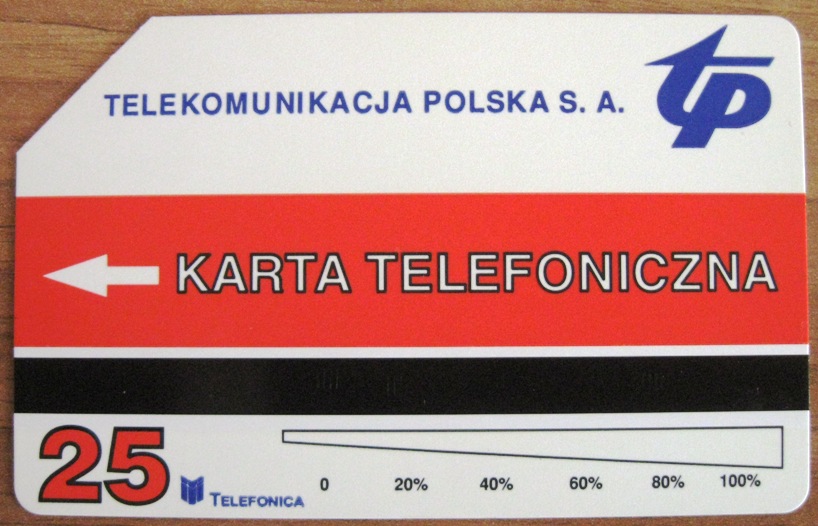 TELEKOMUNIKACJA POLSKA S. A.
tp
KARTA TELEFONICZNA
25
TELEFONICA
0 20% 40% 60% 80% 100%